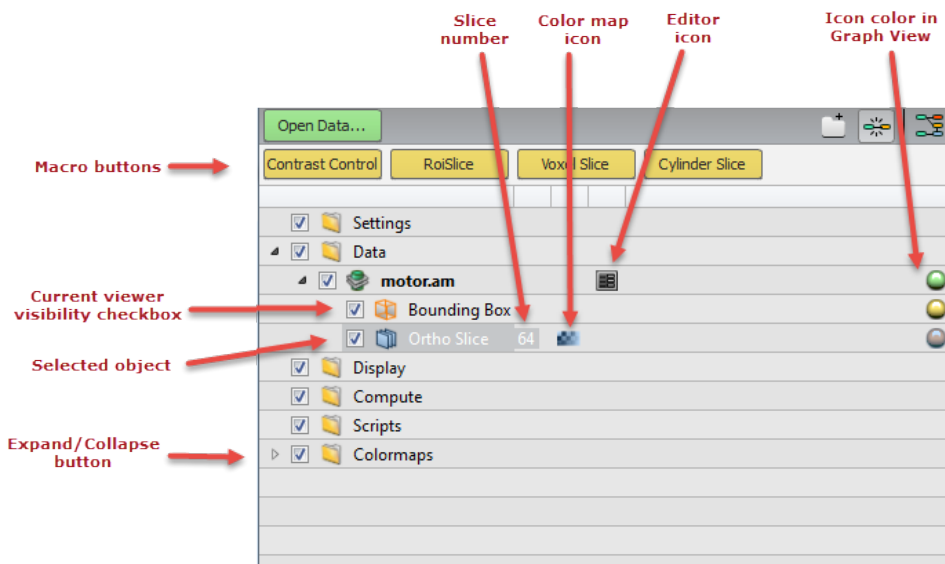 Slice
number
Color map
icon
Editor
icon
Icon color in
Graph View
Open Data...
Macro buttons
Contrast Control
RoiSlice
Voxel Slice
Cylinder Slice
Settings
Data
motor.am
Current viewer
visibility checkbox
Bounding Box
Selected object
Ortho Slice 64
Display
Compute
Scripts
Expand/Collapse
button
Colormaps